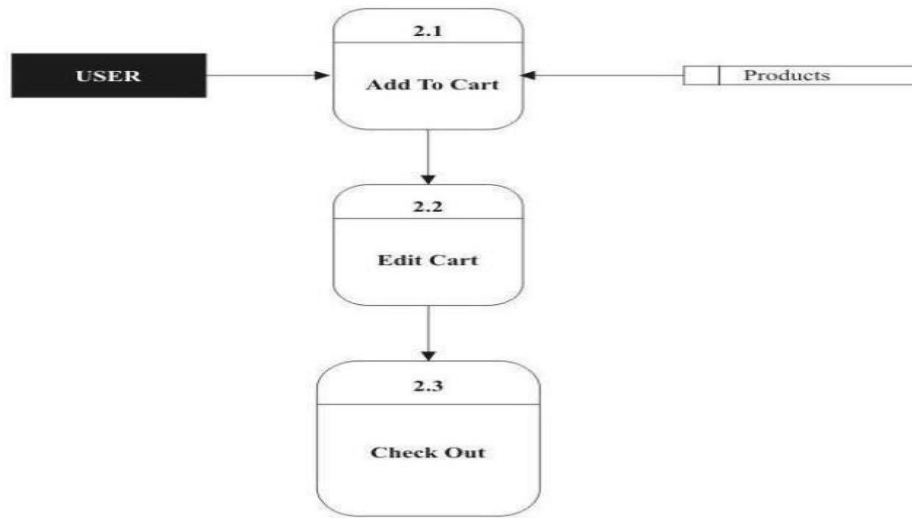 2.1
USER
Add To Cart
Products
2.2
Edit Cart
2.3
Check Out